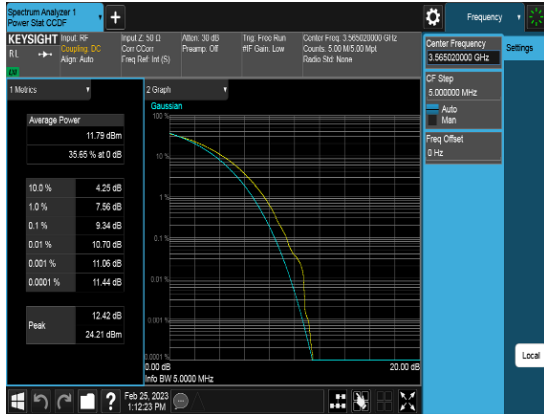 Spectrum Analyzer 1
Power Stat CCDF
Frequency
KEYSIGHT
RL
Input: RF
Coupling: DC
Align: Auto
Input Z: 50 Ω
Corr CCorr
Freq Ref: Int (S)
Atten: 30 dB
Preamp: Off
Trig: Free Run
#IF Gain: Low
Center Freq: 3.565020000 GHz
Counts: 5.00 M/5.00 Mpt
Radio Std: None
1 Metrics
Average Power
11.79 dBm
35.65 % at 0 dB
10.0 % 4.25 dB
1.0 % 7.56 dB
0.1 % 9.34 dB
0.01 % 10.70 dB
0.001 % 11.06 dB
0.0001 % 11.44 dB
Peak
12.42 dB
24.21 dBm
2 Graph
Gaussian
100 %
10 %
1 %
0.1 %
0.01 %
0.001 %
0.0001 %
0.00 dB
20.00 dB
Info BW 5.0000 MHz
Center Frequency
3.565020000 GHz
Settings
CF Step
5.000000 MHz
Auto
Man
Freq Offset
0 Hz
Local
Feb 25, 2023
1:12:23 PM